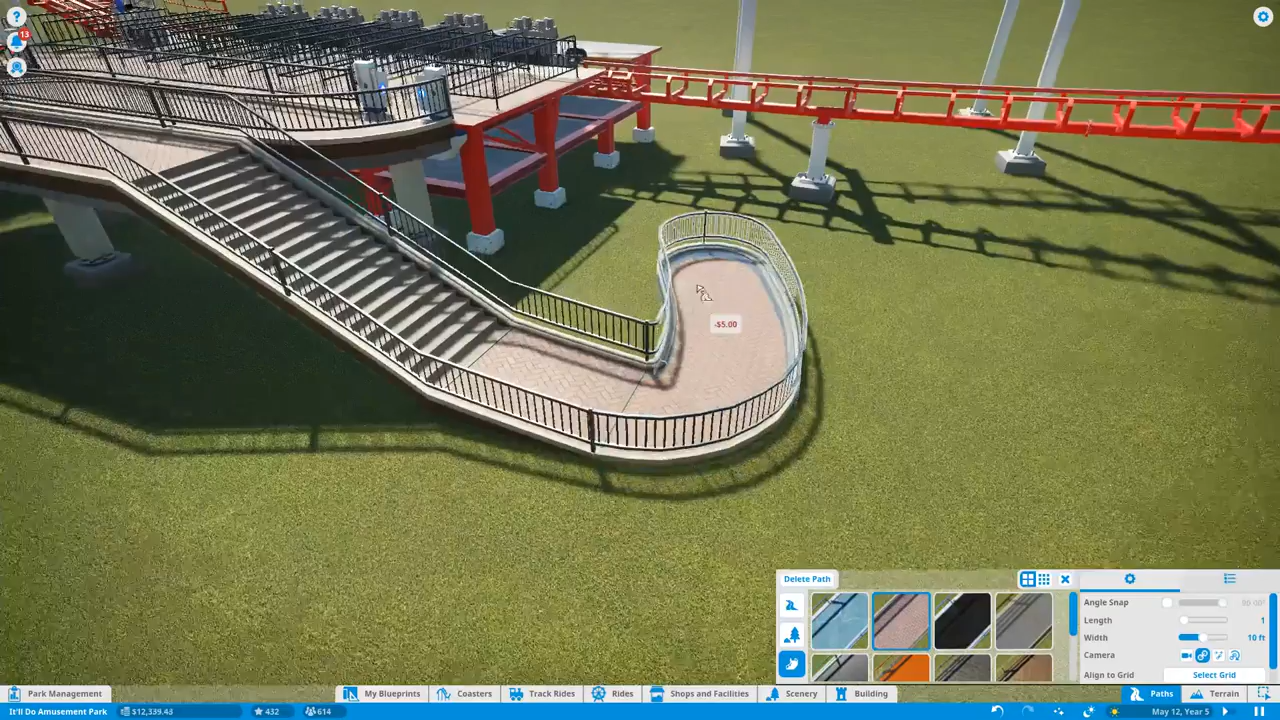 ?
13
-$5.00
Delete Path
Angle Snap
Length 1
Width 10 ft
Camera
Align to Grid Select Grid
Park Management
My Blueprints
Coasters
Track Rides
Rides
Shops and Facilities
Scenery
Building
Paths
Terrain
It'll Do Amusement Park
$12,339.43
432
614
May 12, Year 5